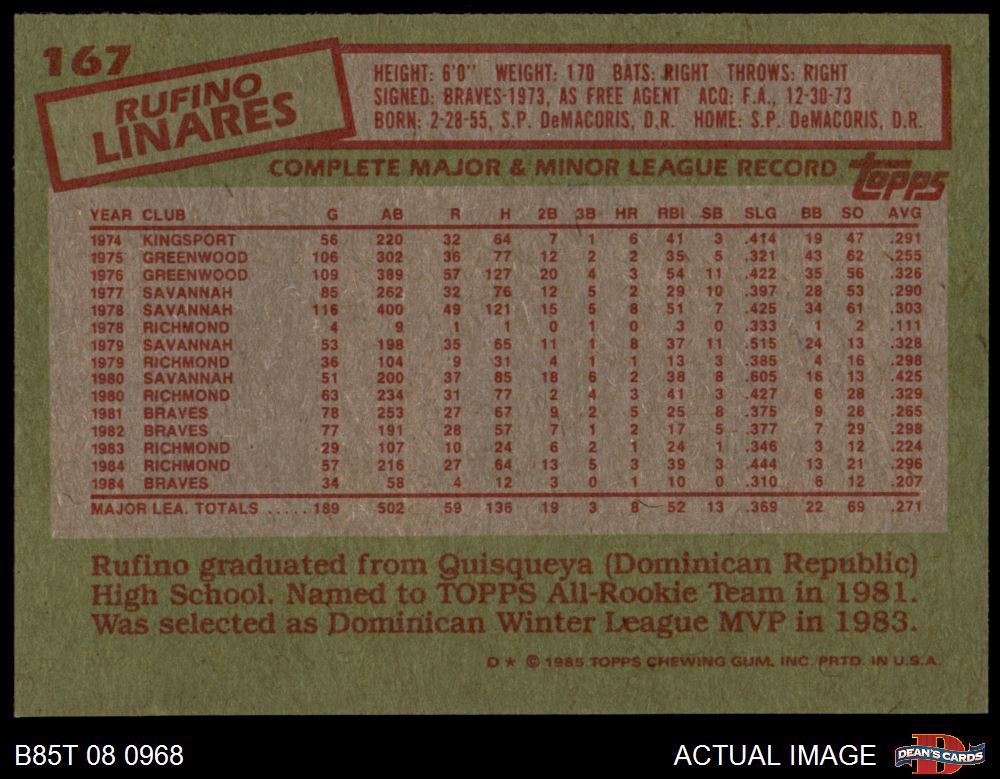 167
RUFINO
LINARES
HEIGHT: 6'0" WEIGHT: 170 BATS: RIGHT THROWS: RIGHT
SIGNED: BRAVES-1973, AS FREE AGENT ACQ: F.A., 12-30-73
BORN: 2-28-55, S.P. DeMACORIS, D.R. HOME: S.P. DeMACORIS, D.R.
COMPLETE MAJOR & MINOR LEAGUE RECORD topps
YEAR CLUB G AB R H 2B 3B HR RBI SB SLG BB SO AVG
1974 KINGSPORT 56 220 32 64 7 1 6 41 3 .414 19 47 .291
1975 GREENWOOD 106 302 36 77 12 2 2 35 5 .321 43 62 .255
1976 GREENWOOD 109 389 57 127 20 4 3 54 11 .422 35 56 .326
1977 SAVANNAH 85 262 32 76 12 5 2 29 10 .397 28 53 .290
1978 SAVANNAH 116 400 49 121 15 5 8 51 7 .425 34 61 .303
1978 RICHMOND 4 9 1 1 0 1 0 3 0 .333 1 2 .111
1979 SAVANNAH 53 198 35 65 11 1 8 37 11 .515 24 13 .328
1979 RICHMOND 36 104 9 31 4 1 1 13 3 .385 4 16 .298
1980 SAVANNAH 51 200 37 85 18 6 2 38 8 .605 16 13 .425
1980 RICHMOND 63 234 31 77 2 4 3 41 3 .427 6 28 .329
1981 BRAVES 78 253 27 67 9 2 5 25 8 .375 9 28 .265
1982 BRAVES 77 191 28 57 7 1 2 17 5 .377 7 29 .298
1983 RICHMOND 29 107 10 24 6 2 1 24 1 .346 3 12 .224
1984 RICHMOND 57 216 27 64 13 5 3 39 3 .444 13 21 .296
1984 BRAVES 34 58 4 12 3 0 1 10 0 .310 6 12 .207
MAJOR LEA. TOTALS ..... 189 502 59 136 19 3 8 52 13 .369 22 69 .271
Rufino graduated from Quisqueya (Dominican Republic)
High School. Named to TOPPS All-Rookie Team in 1981.
Was selected as Dominican Winter League MVP in 1983.
D★ © 1985 TOPPS CHEWING GUM, INC. PRTD. IN U.S.A.
B85T 08 0968 ACTUAL IMAGE DEAN'S CARDS